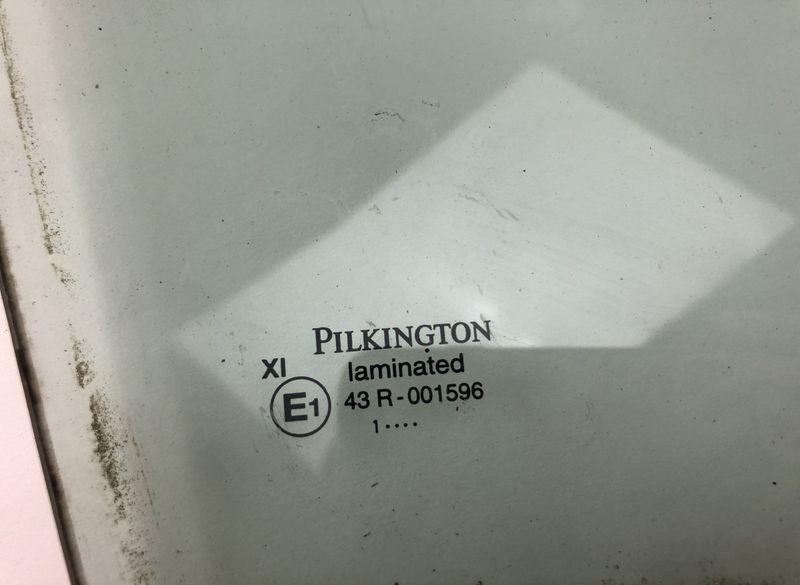 PILKINGTON
XI laminated
E1 43 R-001596
1····